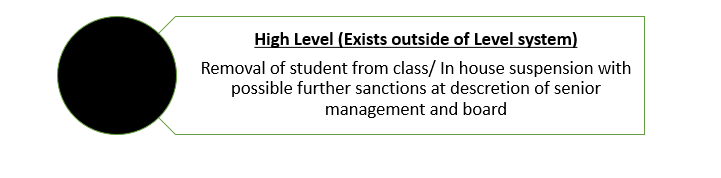 High Level (Exists outside of Level system)
Removal of student from class/ In house suspension with
possible further sanctions at descretion of senior
management and board